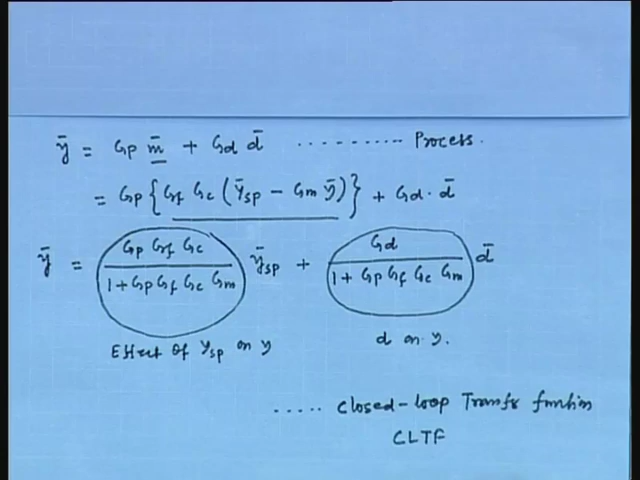 ȳ = Gp m̄ + Gd d̄ .......... Process.
= Gp { Gf Gc ( ȳsp − Gm ȳ ) } + Gd · d̄
ȳ = Gp Gf Gc / 1 + Gp Gf Gc Gm ȳsp + Gd / 1 + Gp Gf Gc Gm d̄
Effect of ysp on y d on y.
..... closed-loop Transfer function
CLTF